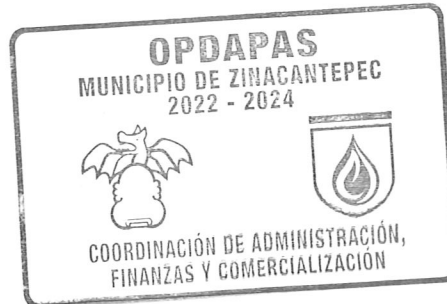 OPDAPAS
MUNICIPIO DE ZINACANTEPEC
2022 - 2024
COORDINACIÓN DE ADMINISTRACIÓN,
FINANZAS Y COMERCIALIZACIÓN